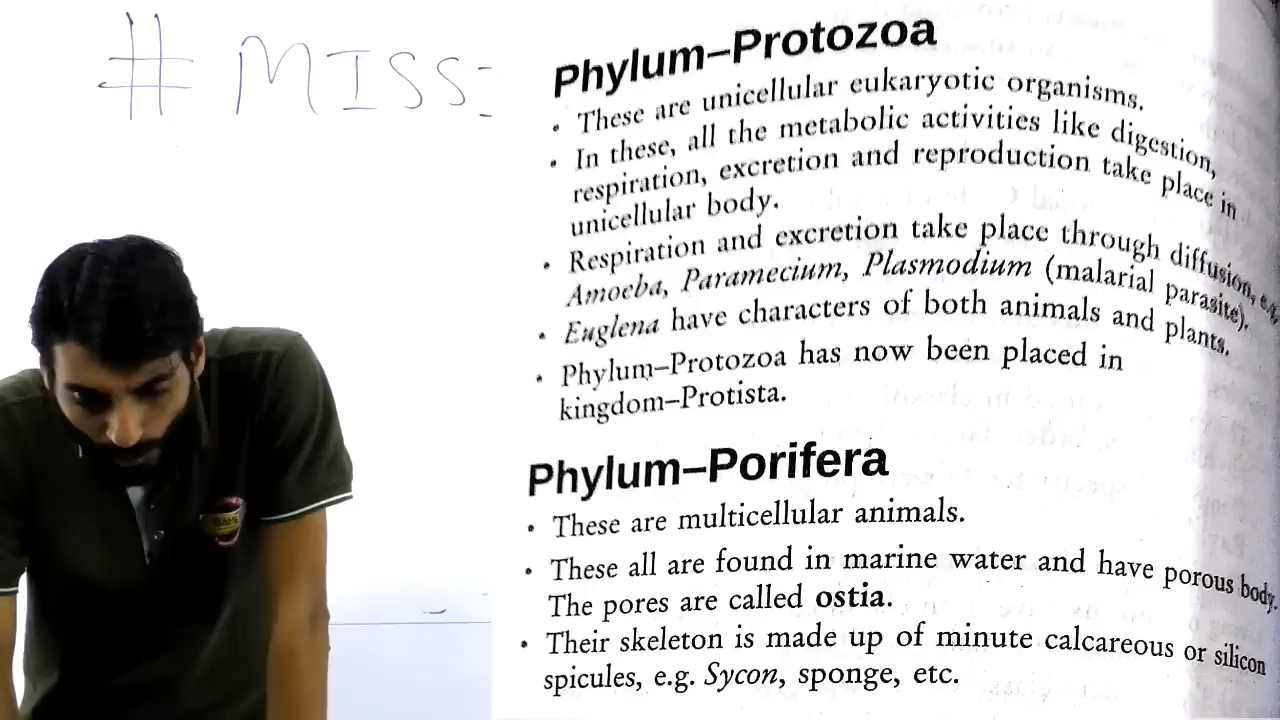 # MISS
Phylum–Protozoa
• These are unicellular eukaryotic organisms.
• In these, all the metabolic activities like digestion,
respiration, excretion and reproduction take place in
unicellular body.
• Respiration and excretion take place through diffusion, e.g.
Amoeba, Paramecium, Plasmodium (malarial parasite).
• Euglena have characters of both animals and plants.
• Phylum–Protozoa has now been placed in
kingdom–Protista.
Phylum–Porifera
• These are multicellular animals.
• These all are found in marine water and have porous body.
The pores are called ostia.
• Their skeleton is made up of minute calcareous or silicon
spicules, e.g. Sycon, sponge, etc.